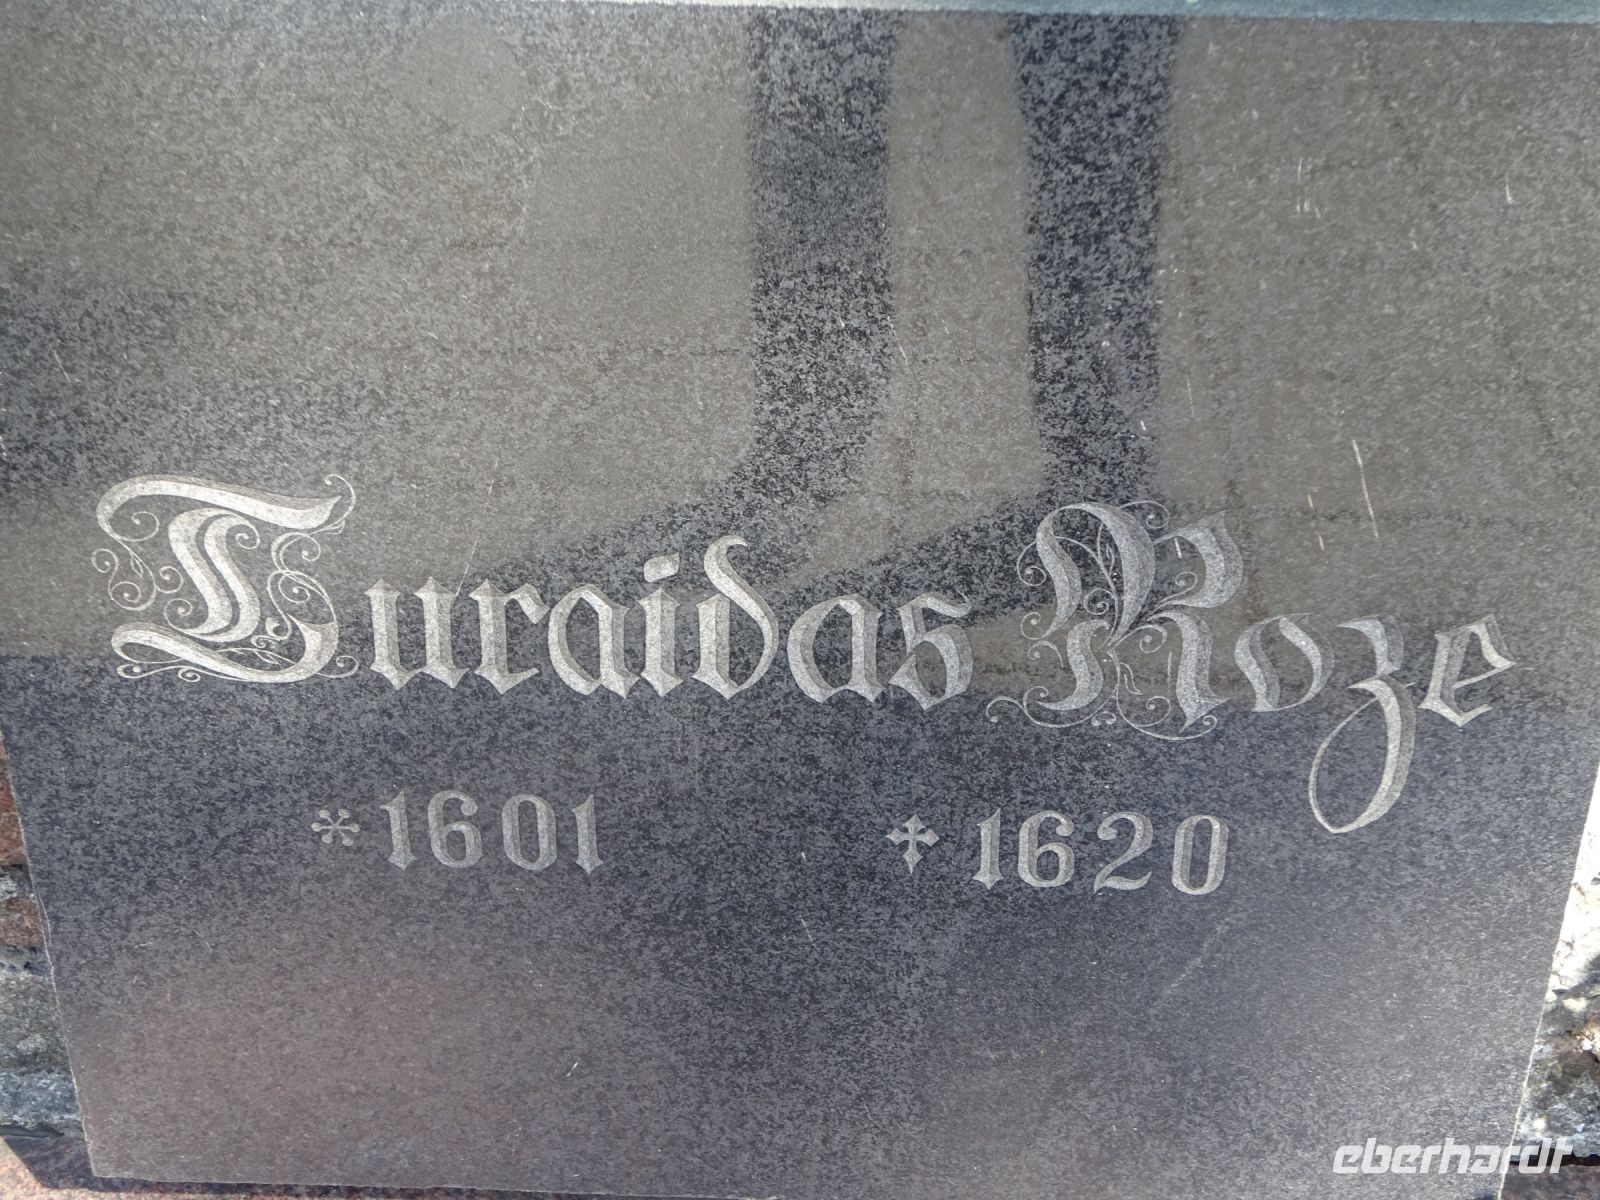 Turaidas Roze
* 1601 ✝ 1620
eberhardt